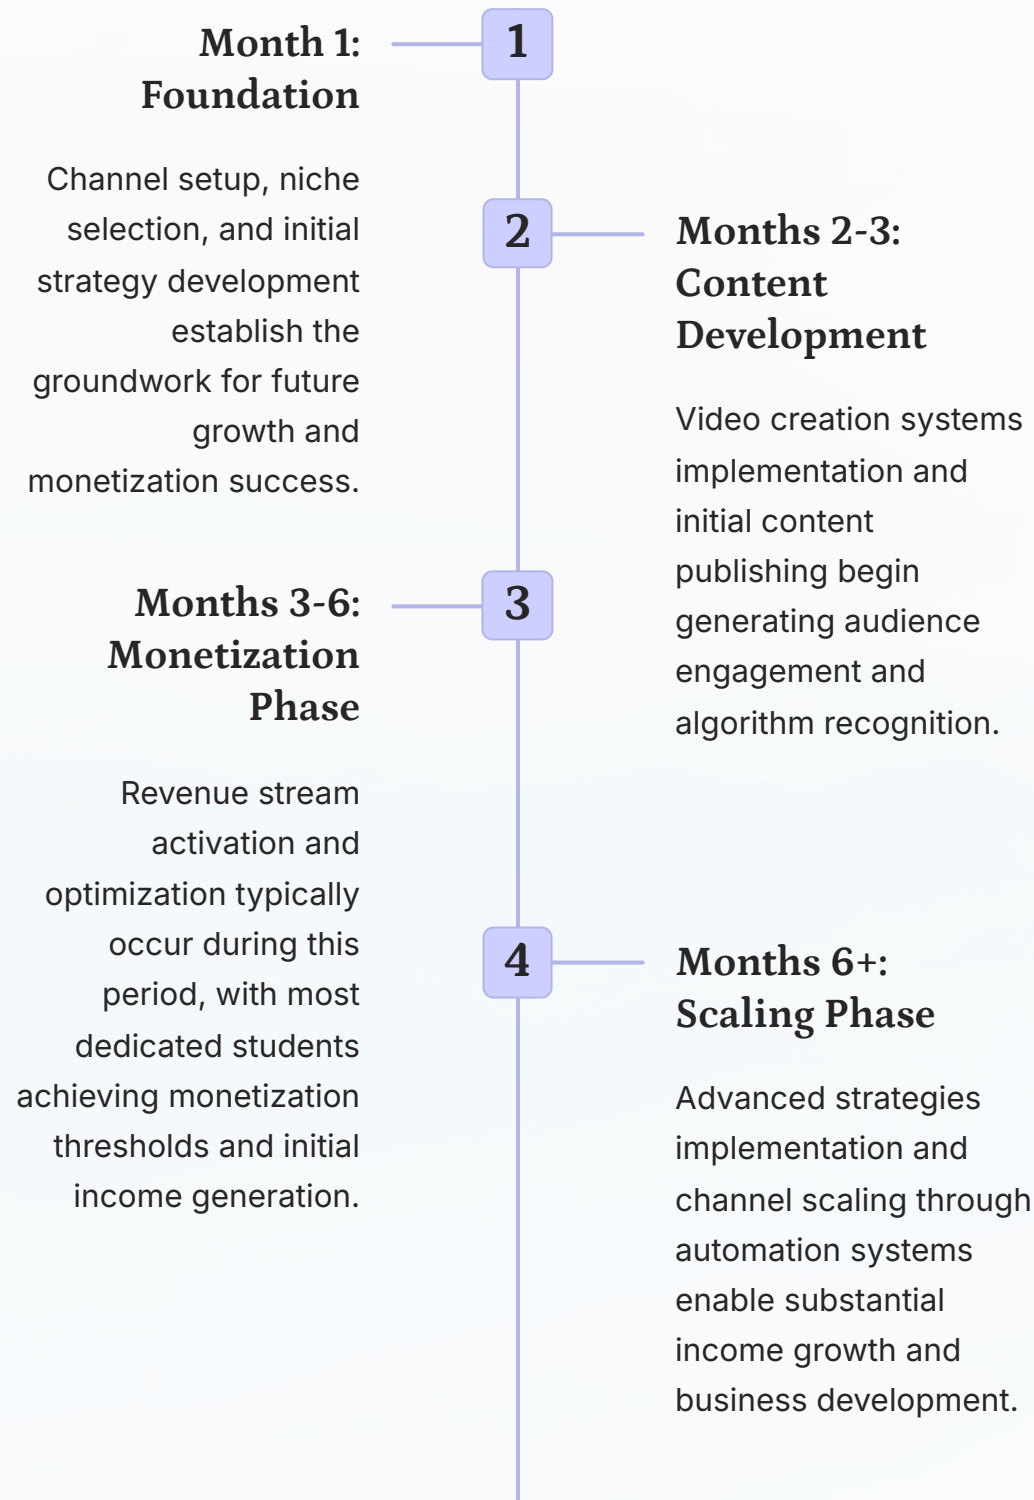 1
Month 1:
Foundation
Channel setup, niche
selection, and initial
strategy development
establish the
groundwork for future
growth and
monetization success.
2
Months 2-3:
Content
Development
Video creation systems
implementation and
initial content
publishing begin
generating audience
engagement and
algorithm recognition.
3
Months 3-6:
Monetization
Phase
Revenue stream
activation and
optimization typically
occur during this
period, with most
dedicated students
achieving monetization
thresholds and initial
income generation.
4
Months 6+:
Scaling Phase
Advanced strategies
implementation and
channel scaling through
automation systems
enable substantial
income growth and
business development.